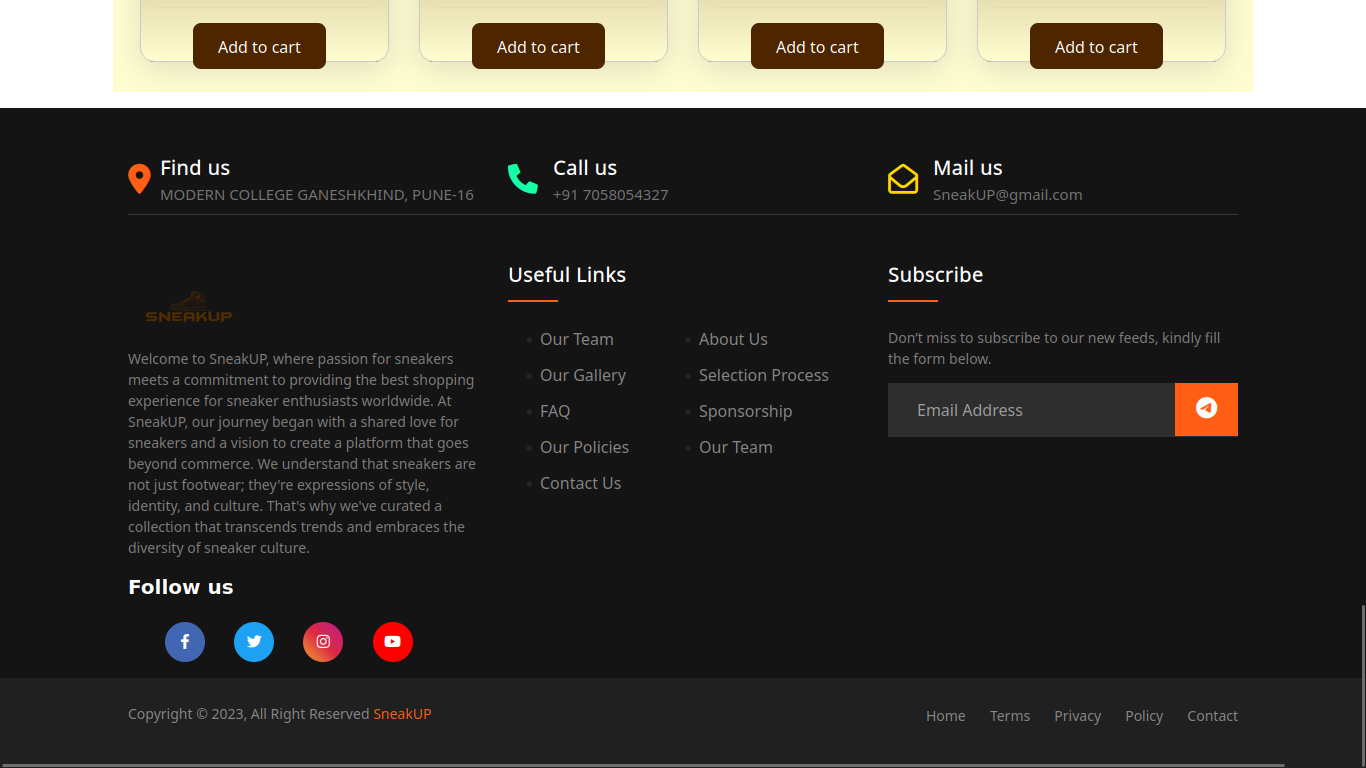 Add to cart Add to cart Add to cart Add to cart
Find us
MODERN COLLEGE GANESHKHIND, PUNE-16
Call us
+91 7058054327
Mail us
SneakUP@gmail.com
SNEAKUP
Welcome to SneakUP, where passion for sneakers
meets a commitment to providing the best shopping
experience for sneaker enthusiasts worldwide. At
SneakUP, our journey began with a shared love for
sneakers and a vision to create a platform that goes
beyond commerce. We understand that sneakers are
not just footwear; they're expressions of style,
identity, and culture. That's why we've curated a
collection that transcends trends and embraces the
diversity of sneaker culture.
Follow us
Useful Links
Our Team
About Us
Our Gallery
Selection Process
FAQ
Sponsorship
Our Policies
Our Team
Contact Us
Subscribe
Don’t miss to subscribe to our new feeds, kindly fill
the form below.
Email Address
Copyright © 2023, All Right Reserved SneakUP
Home Terms Privacy Policy Contact